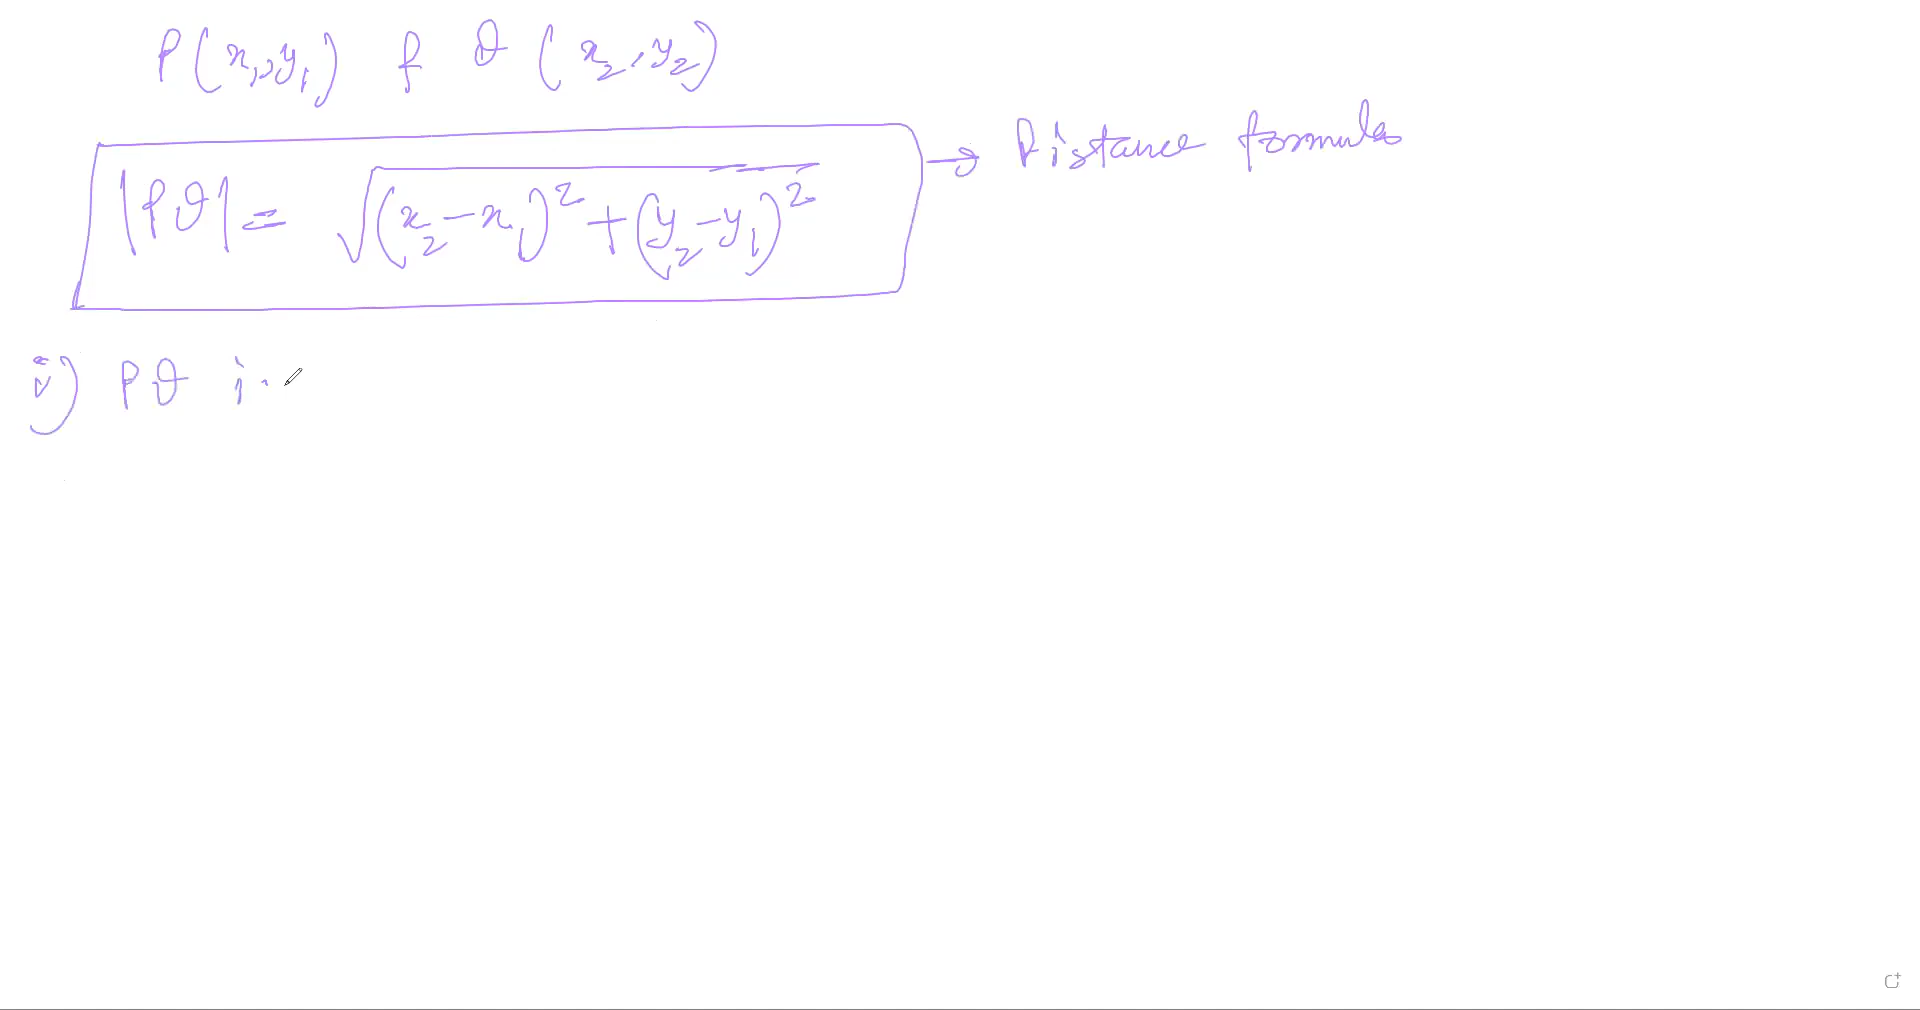 P(x₁, y₁) & Q(x₂, y₂)
|PQ| = √((x₂ - x₁)² + (y₂ - y₁)²) → Distance formula
i) PQ i